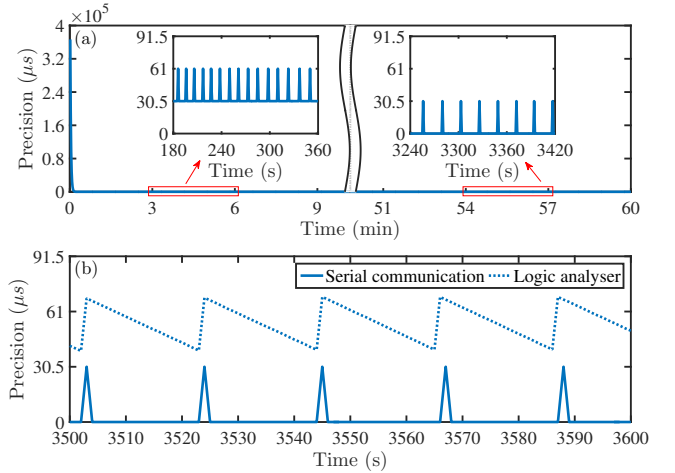 ×10⁵
(a)
Precision (μs)
4
3.2
2.4
1.6
0.8
0
91.5
61
30.5
0
180 240 300 360
Time (s)
91.5
61
30.5
0
3240 3300 3360 3420
Time (s)
0 3 6 9 51 54 57 60
Time (min)
(b)
Precision (μs)
91.5
61
30.5
0
Serial communication Logic analyser
3500 3510 3520 3530 3540 3550 3560 3570 3580 3590 3600
Time (s)